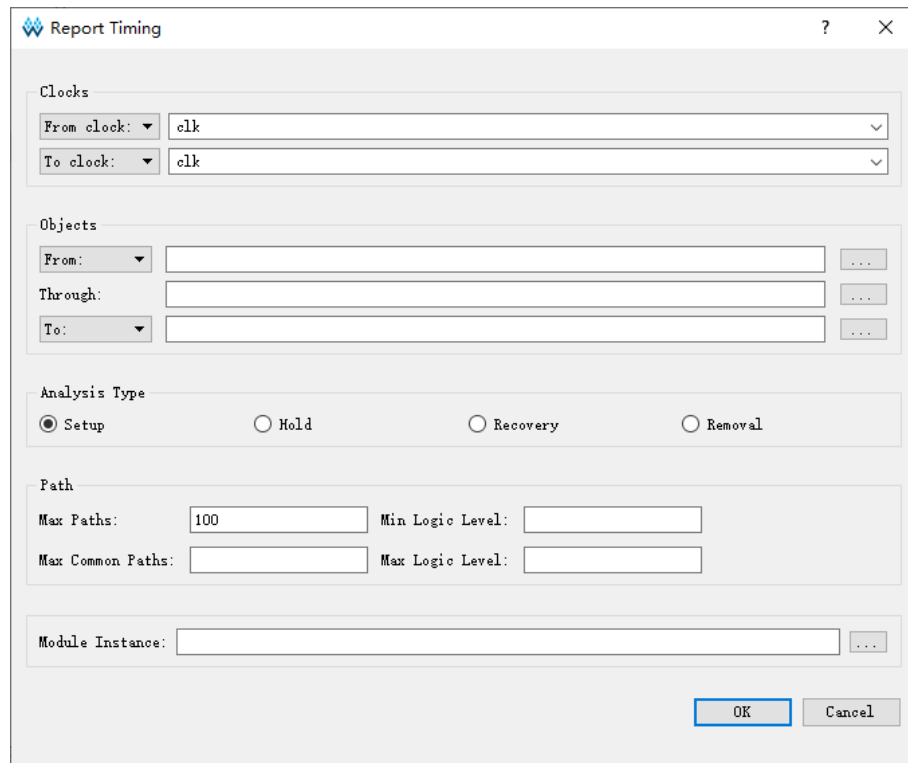 Report Timing ?
Clocks
From clock: clk
To clock: clk
Objects
From: ...
Through: ...
To: ...
Analysis Type
Setup Hold Recovery Removal
Path
Max Paths: 100 Min Logic Level:
Max Common Paths: Max Logic Level:
Module Instance: ...
OK Cancel